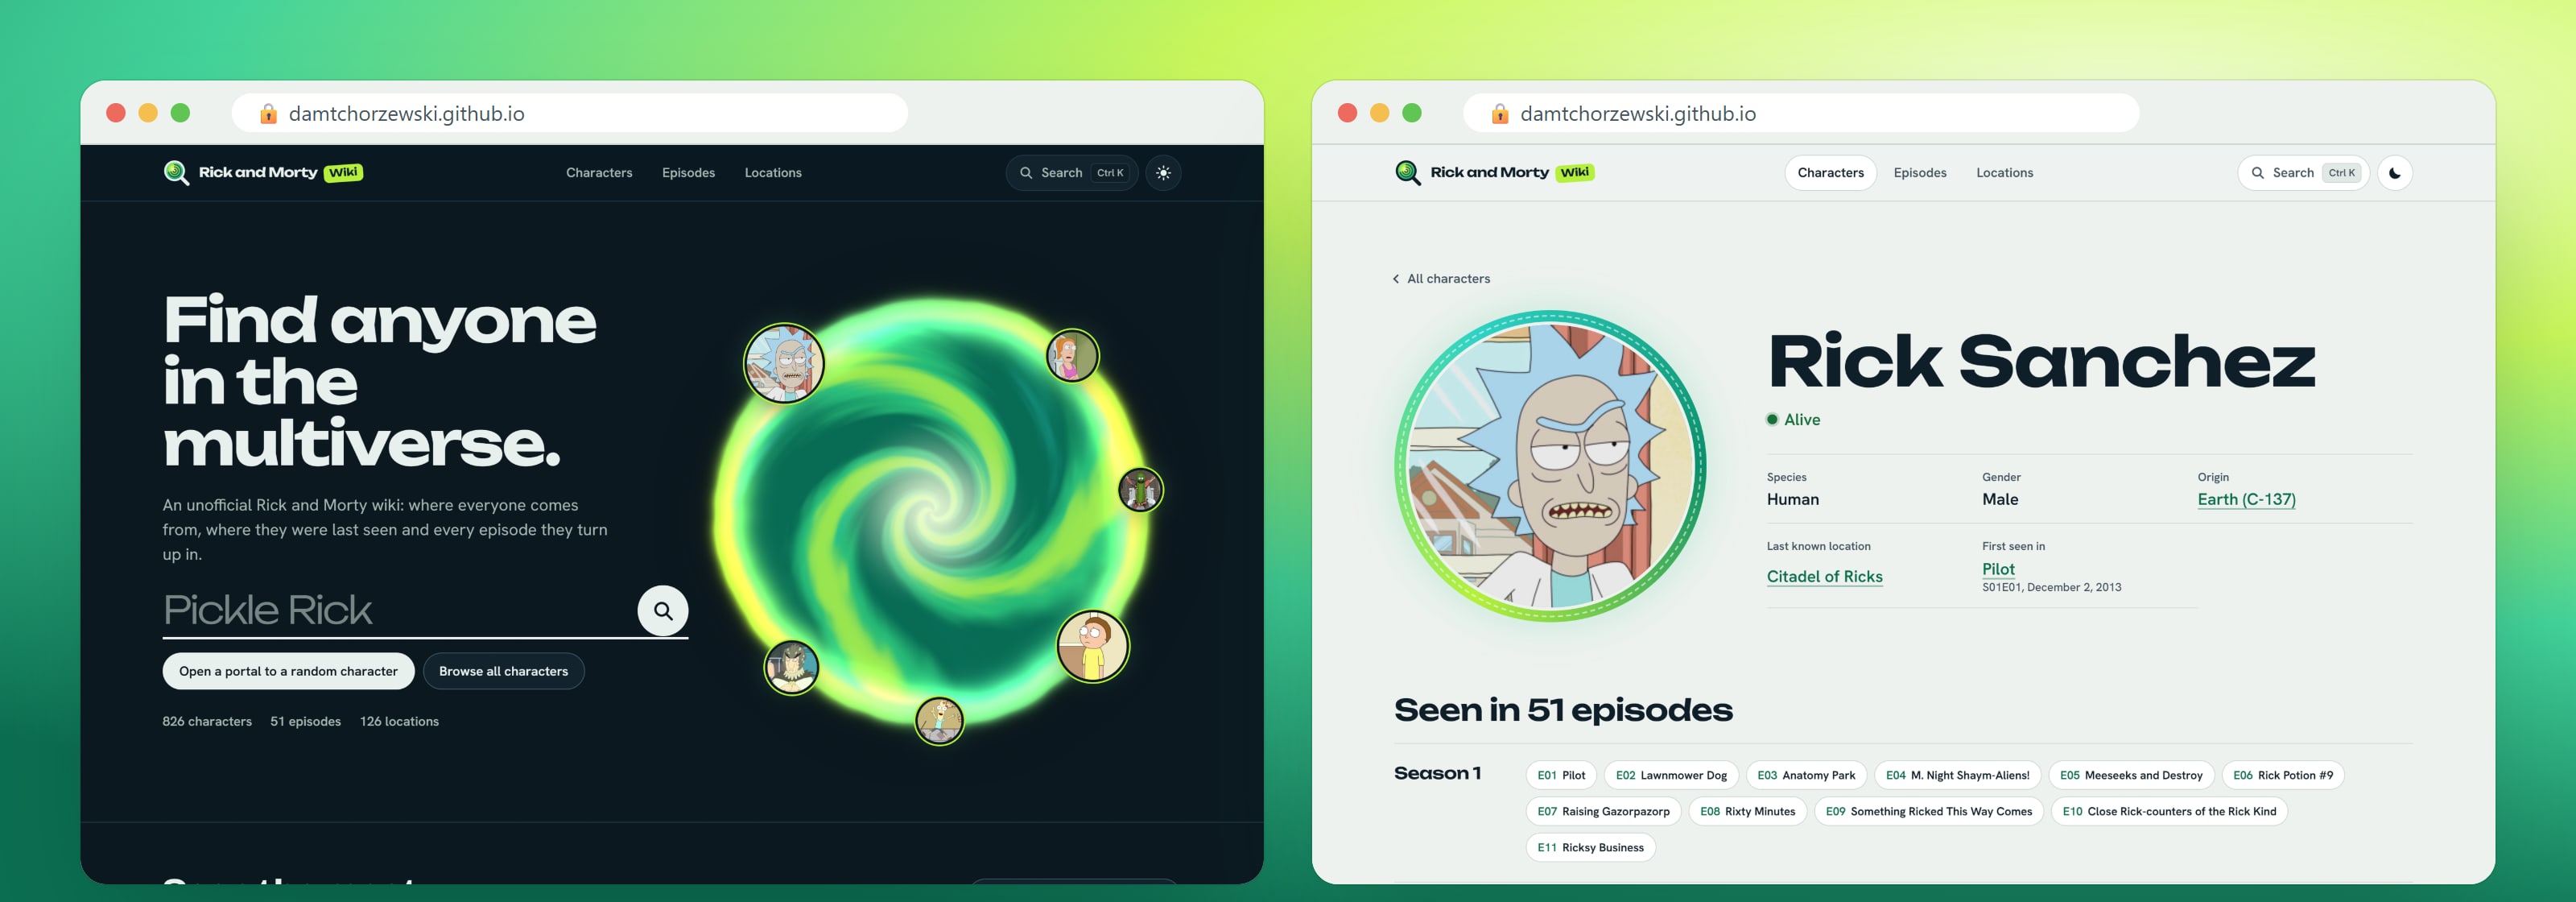 damtchorzewski.github.io
Rick and Morty Wiki
Characters Episodes Locations
Search Ctrl K
Find anyone
in the
multiverse.
An unofficial Rick and Morty wiki: where everyone comes
from, where they were last seen and every episode they turn
up in.
Pickle Rick
Open a portal to a random character Browse all characters
826 characters 51 episodes 126 locations
damtchorzewski.github.io
Rick and Morty Wiki
Characters Episodes Locations
Search Ctrl K
All characters
Rick Sanchez
Alive
Species Gender Origin
Human Male Earth (C-137)
Last known location First seen in
Citadel of Ricks Pilot
S01E01, December 2, 2013
Seen in 51 episodes
Season 1
E01 Pilot E02 Lawnmower Dog E03 Anatomy Park E04 M. Night Shaym-Aliens! E05 Meeseeks and Destroy E06 Rick Potion #9
E07 Raising Gazorpazorp E08 Rixty Minutes E09 Something Ricked This Way Comes E10 Close Rick-counters of the Rick Kind
E11 Ricksy Business